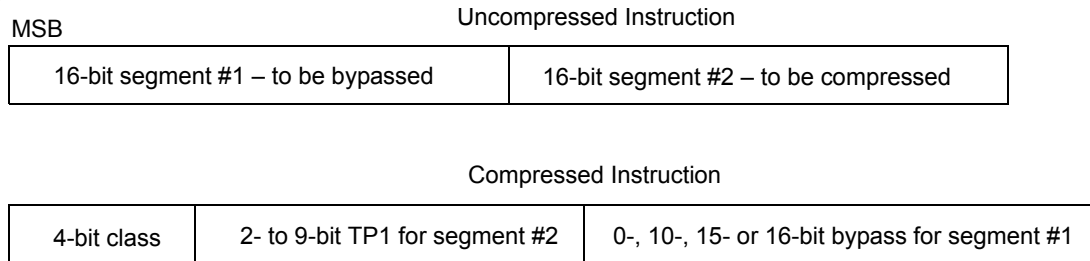 Uncompressed Instruction
MSB
16-bit segment #1 – to be bypassed
16-bit segment #2 – to be compressed
Compressed Instruction
4-bit class
2- to 9-bit TP1 for segment #2
0-, 10-, 15- or 16-bit bypass for segment #1